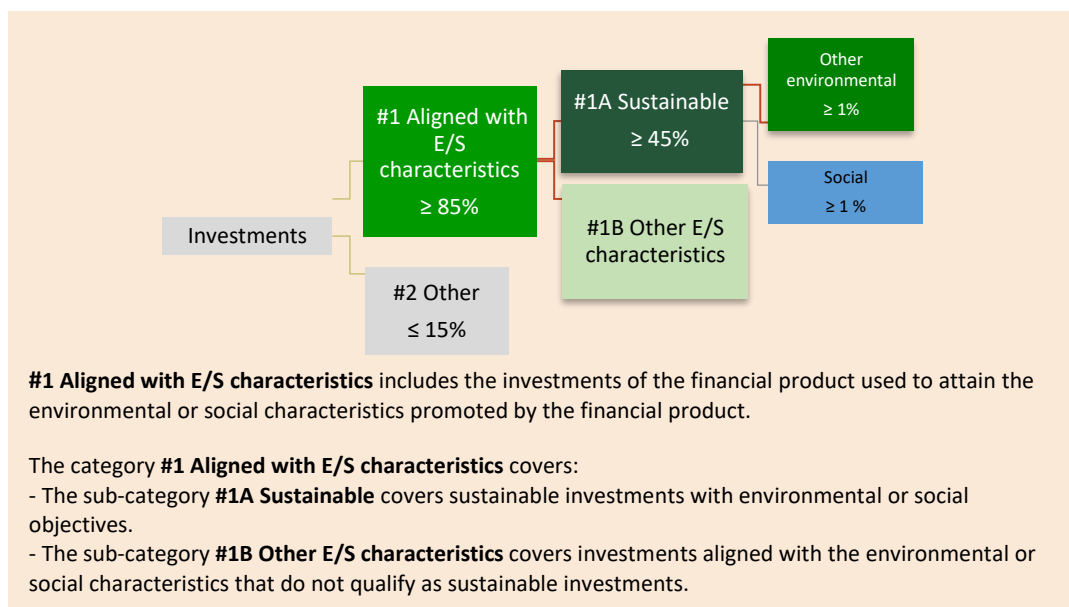 Investments
#1 Aligned with
E/S
characteristics
≥ 85%
#2 Other
≤ 15%
#1A Sustainable
≥ 45%
#1B Other E/S
characteristics
Other
environmental
≥ 1%
Social
≥ 1 %
#1 Aligned with E/S characteristics includes the investments of the financial product used to attain the
environmental or social characteristics promoted by the financial product.
The category #1 Aligned with E/S characteristics covers:
- The sub-category #1A Sustainable covers sustainable investments with environmental or social
objectives.
- The sub-category #1B Other E/S characteristics covers investments aligned with the environmental or
social characteristics that do not qualify as sustainable investments.